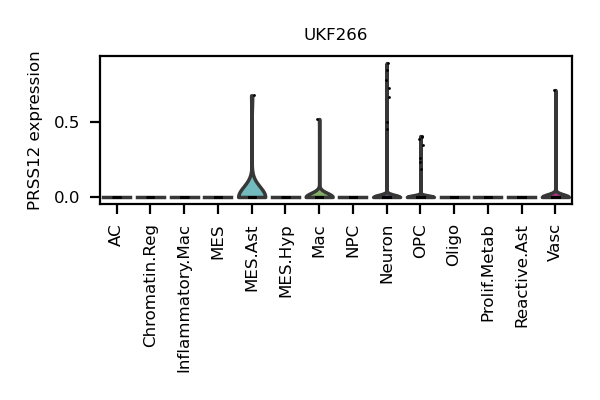 UKF266
PRSS12 expression
0.5
0.0
AC
Chromatin.Reg
Inflammatory.Mac
MES
MES.Ast
MES.Hyp
Mac
NPC
Neuron
OPC
Oligo
Prolif.Metab
Reactive.Ast
Vasc